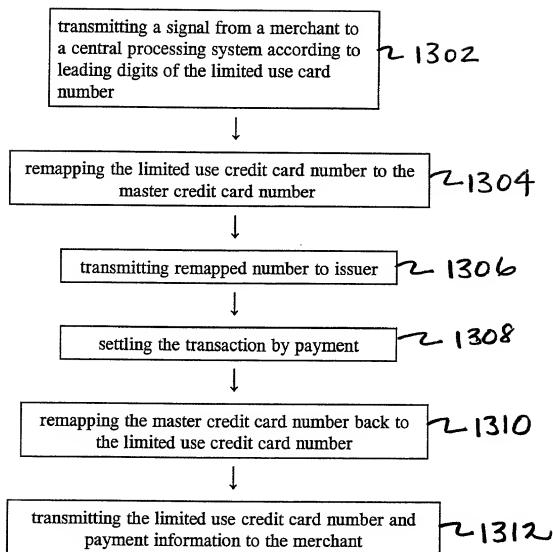 transmitting a signal from a merchant to
a central processing system according to
leading digits of the limited use card
number
1302
remapping the limited use credit card number to the
master credit card number
1304
transmitting remapped number to issuer
1306
settling the transaction by payment
1308
remapping the master credit card number back to
the limited use credit card number
1310
transmitting the limited use credit card number and
payment information to the merchant
1312